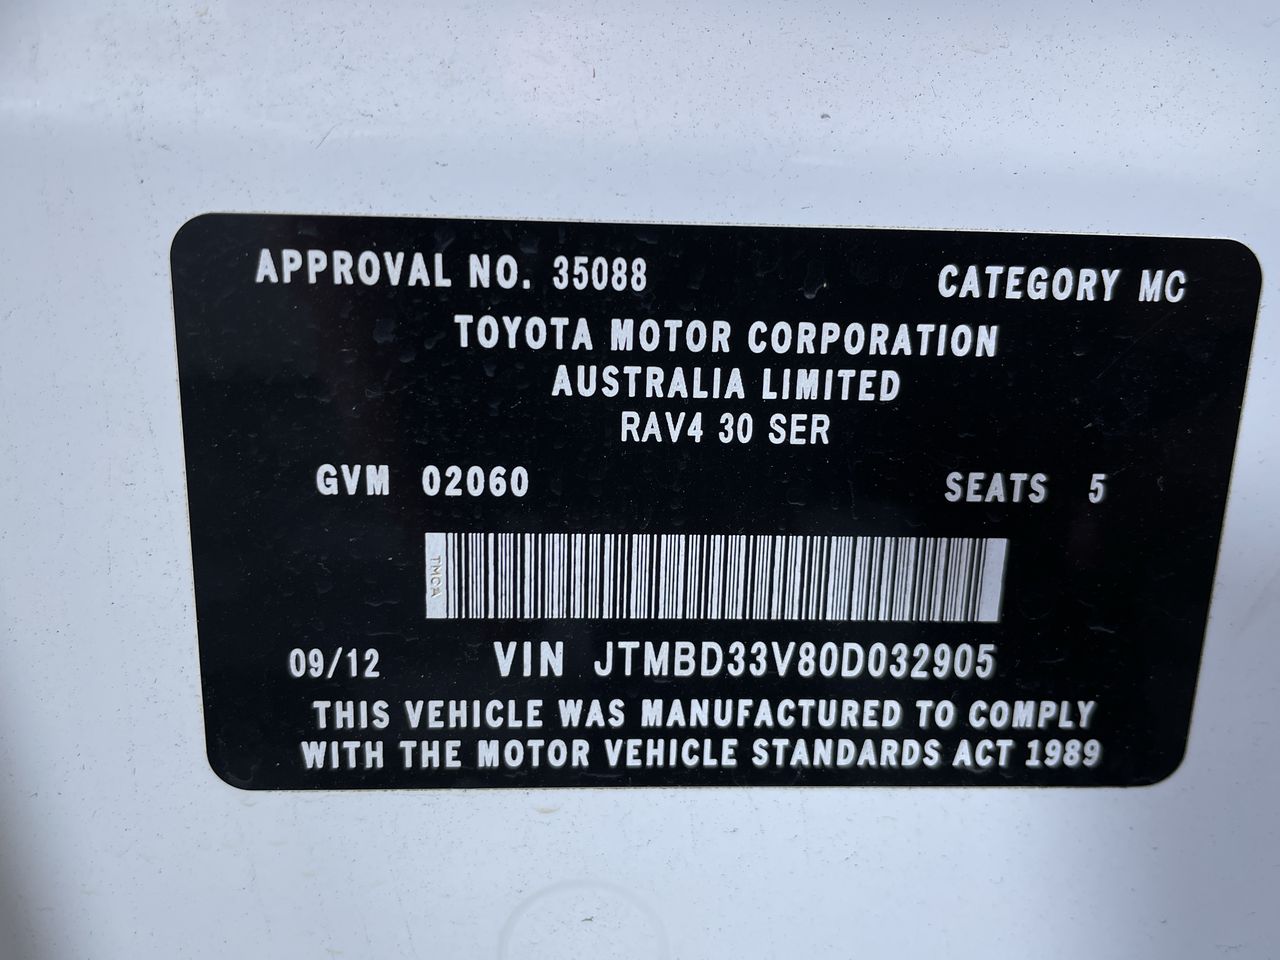 APPROVAL NO. 35088 CATEGORY MC
TOYOTA MOTOR CORPORATION
AUSTRALIA LIMITED
RAV4 30 SER
GVM 02060 SEATS 5
TMCA
09/12 VIN JTMBD33V80D032905
THIS VEHICLE WAS MANUFACTURED TO COMPLY
WITH THE MOTOR VEHICLE STANDARDS ACT 1989